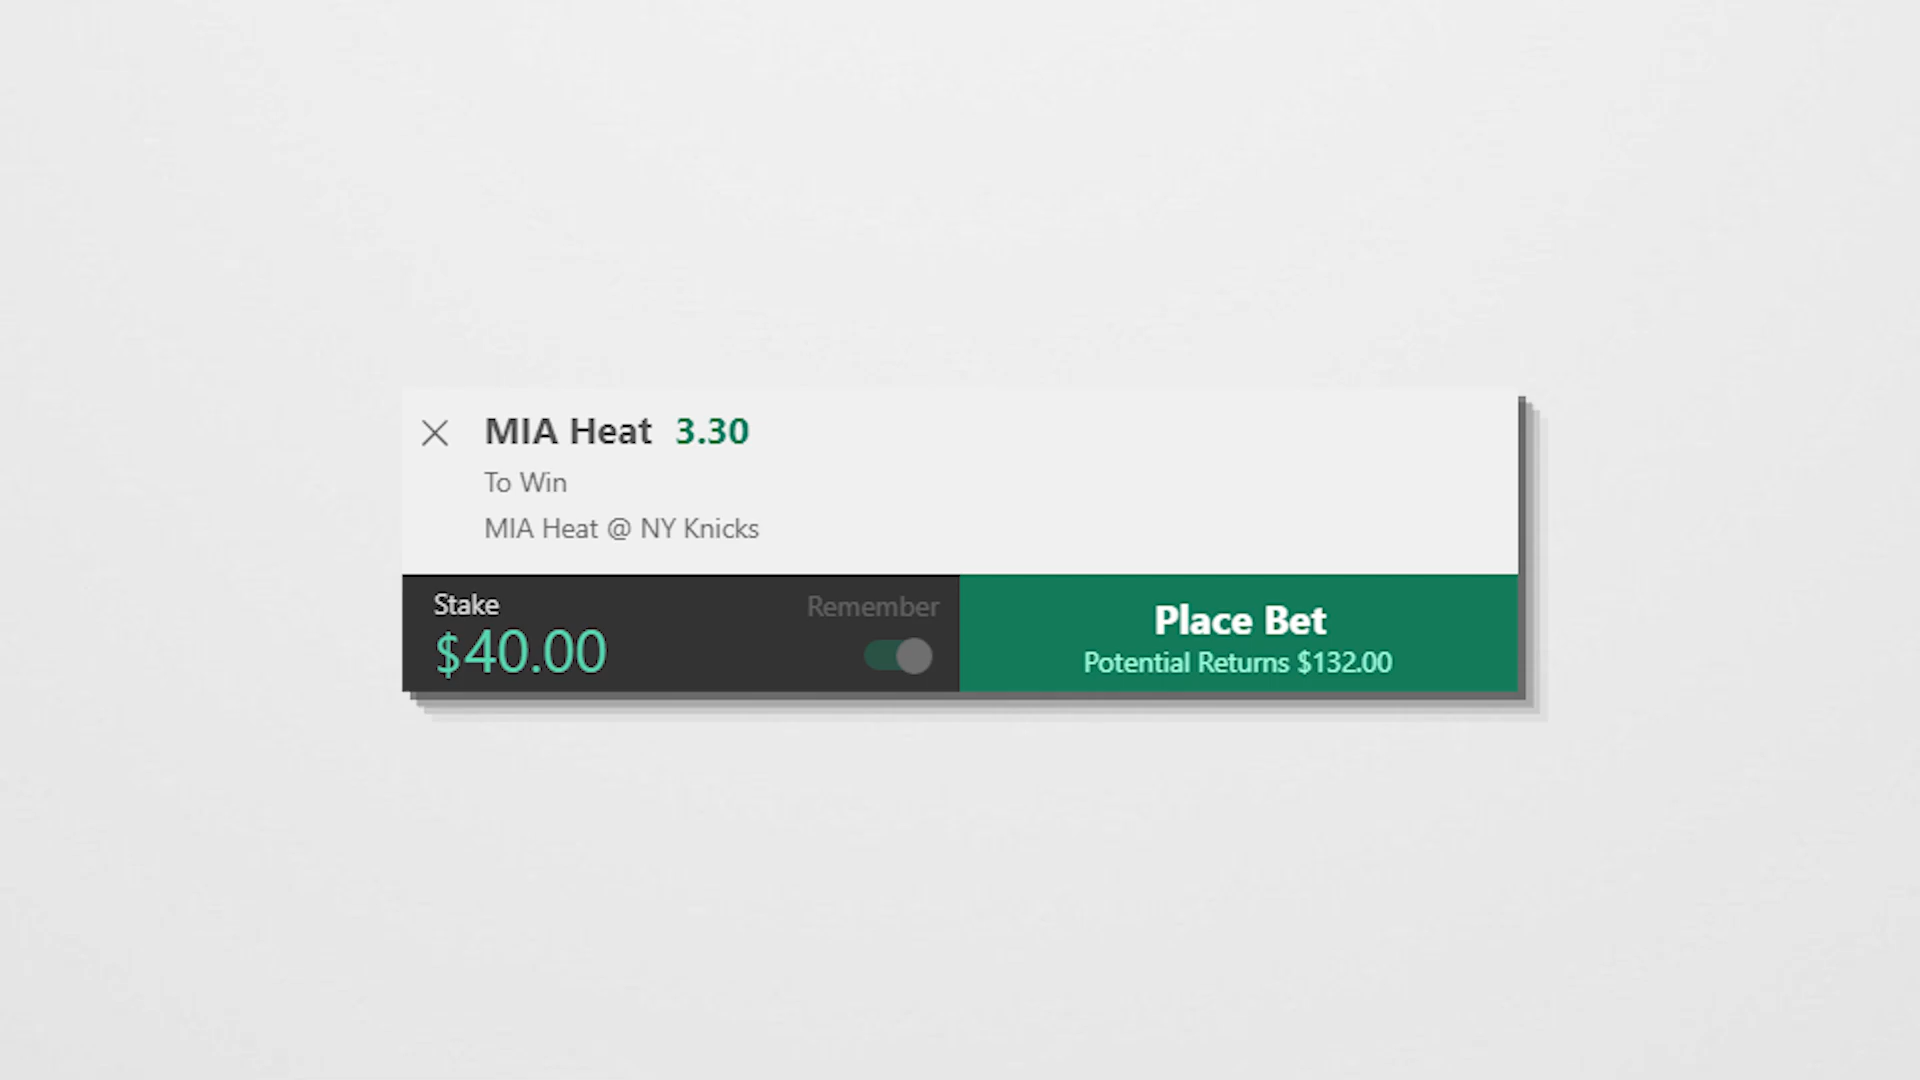 MIA Heat 3.30
To Win
MIA Heat @ NY Knicks
Stake
$40.00
Remember
Place Bet
Potential Returns $132.00